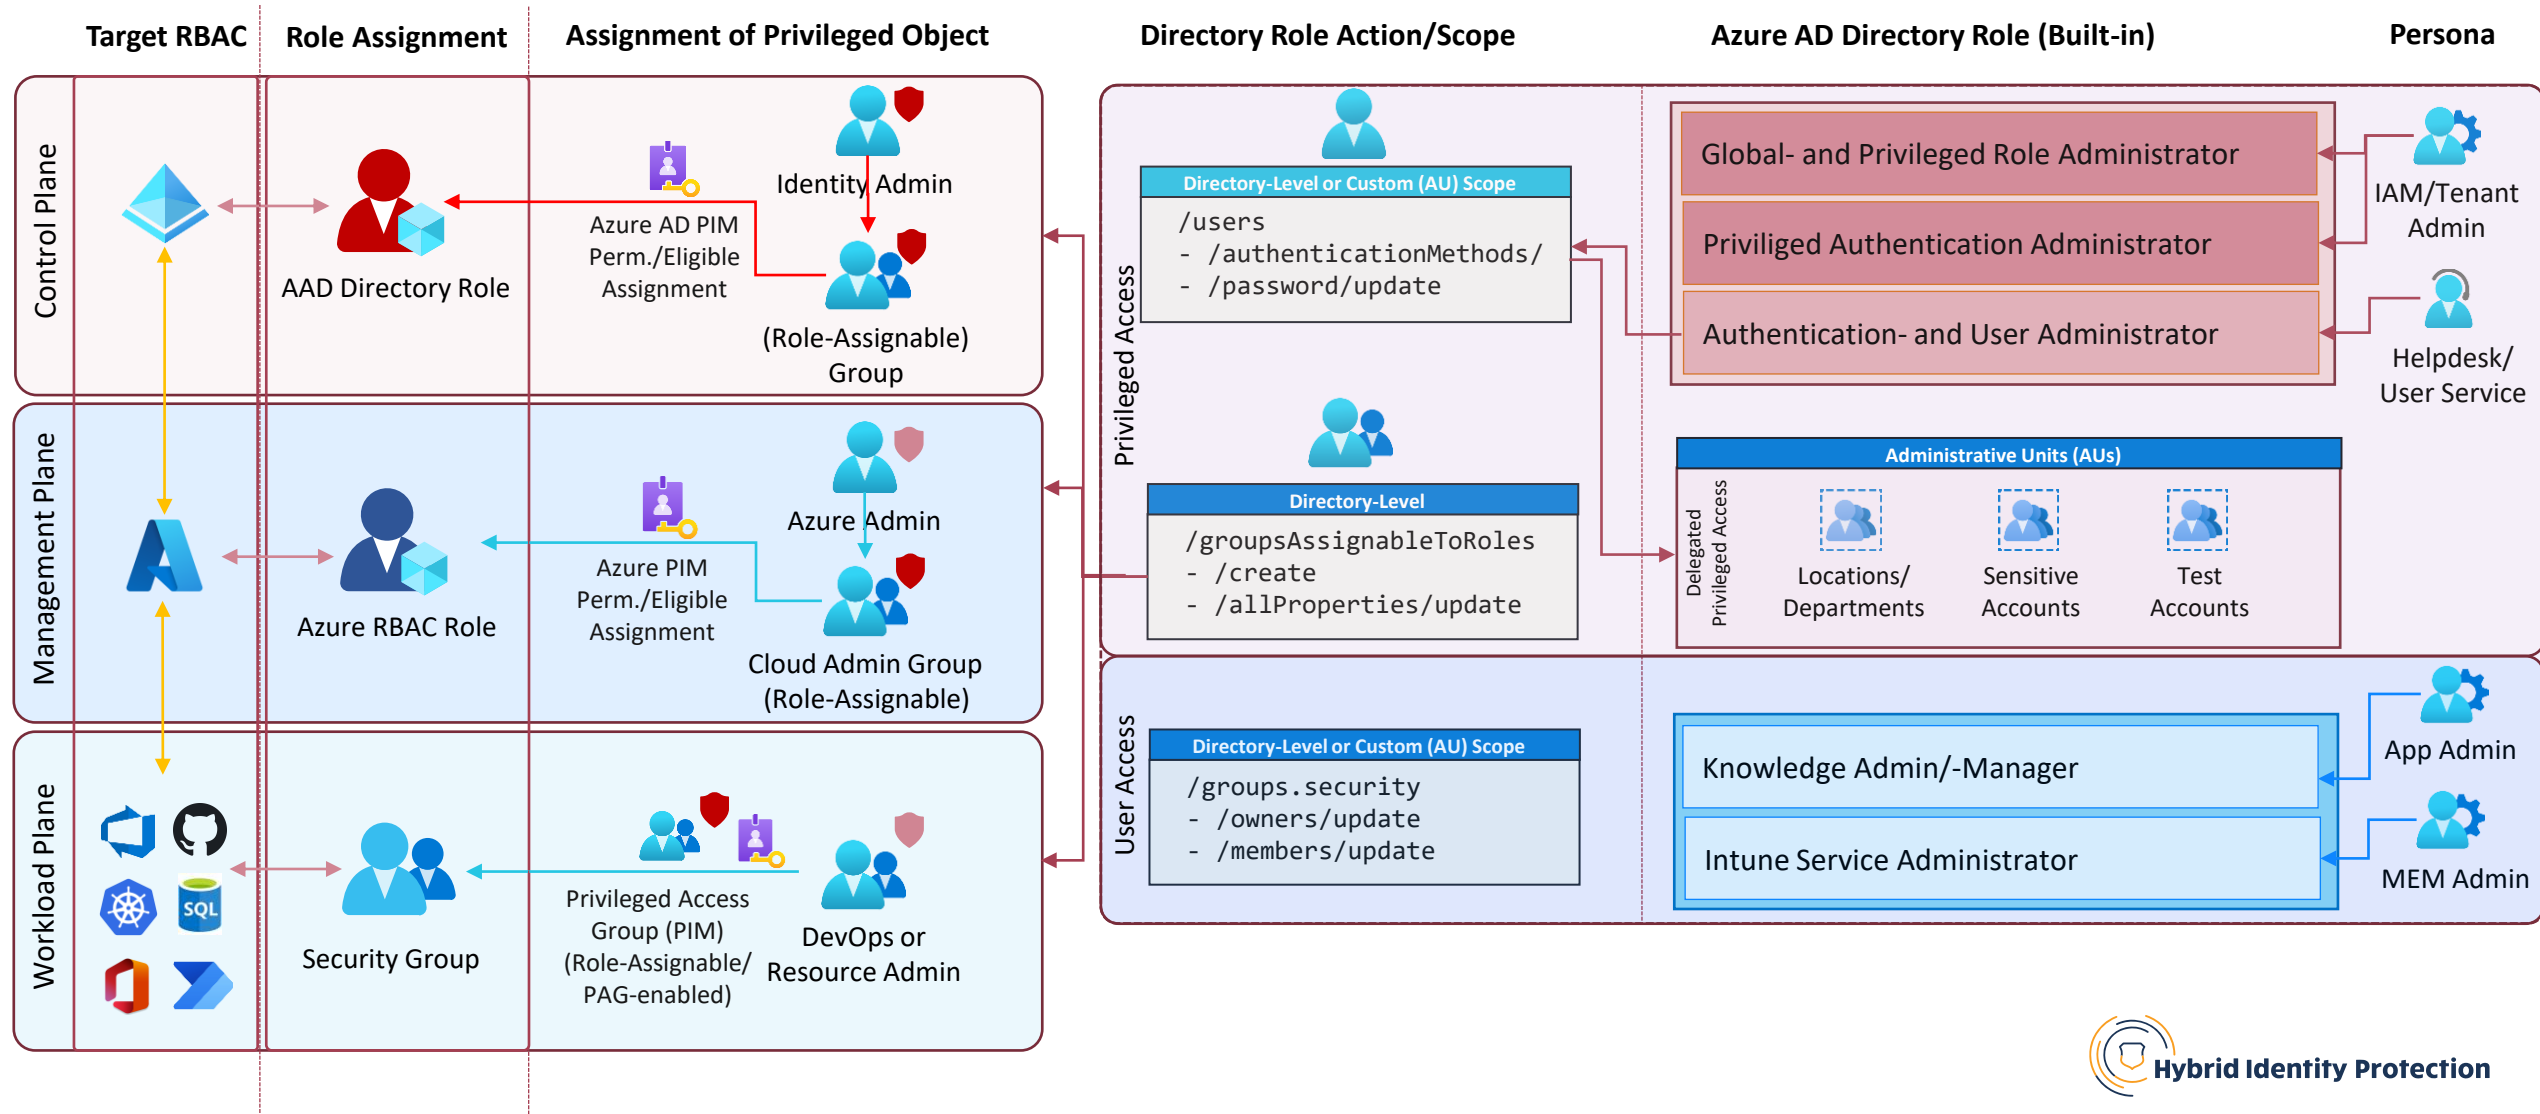 Target RBAC
Role Assignment
Assignment of Privileged Object
Directory Role Action/Scope
Azure AD Directory Role (Built-in)
Persona
Control Plane
AAD Directory Role
Azure AD PIM
Perm./Eligible
Assignment
Identity Admin
(Role-Assignable)
Group
Management Plane
Azure RBAC Role
Azure PIM
Perm./Eligible
Assignment
Azure Admin
Cloud Admin Group
(Role-Assignable)
Workload Plane
SQL
Security Group
Privileged Access
Group (PIM)
(Role-Assignable/
PAG-enabled)
DevOps or
Resource Admin
Privileged Access
Directory-Level or Custom (AU) Scope
/users
- /authenticationMethods/
- /password/update
Directory-Level
/groupsAssignableToRoles
- /create
- /allProperties/update
Global- and Privileged Role Administrator
Priviliged Authentication Administrator
Authentication- and User Administrator
IAM/Tenant
Admin
Helpdesk/
User Service
Administrative Units (AUs)
Delegated
Privileged Access
Locations/
Departments
Sensitive
Accounts
Test
Accounts
User Access
Directory-Level or Custom (AU) Scope
/groups.security
- /owners/update
- /members/update
Knowledge Admin/-Manager
Intune Service Administrator
App Admin
MEM Admin
Hybrid Identity Protection